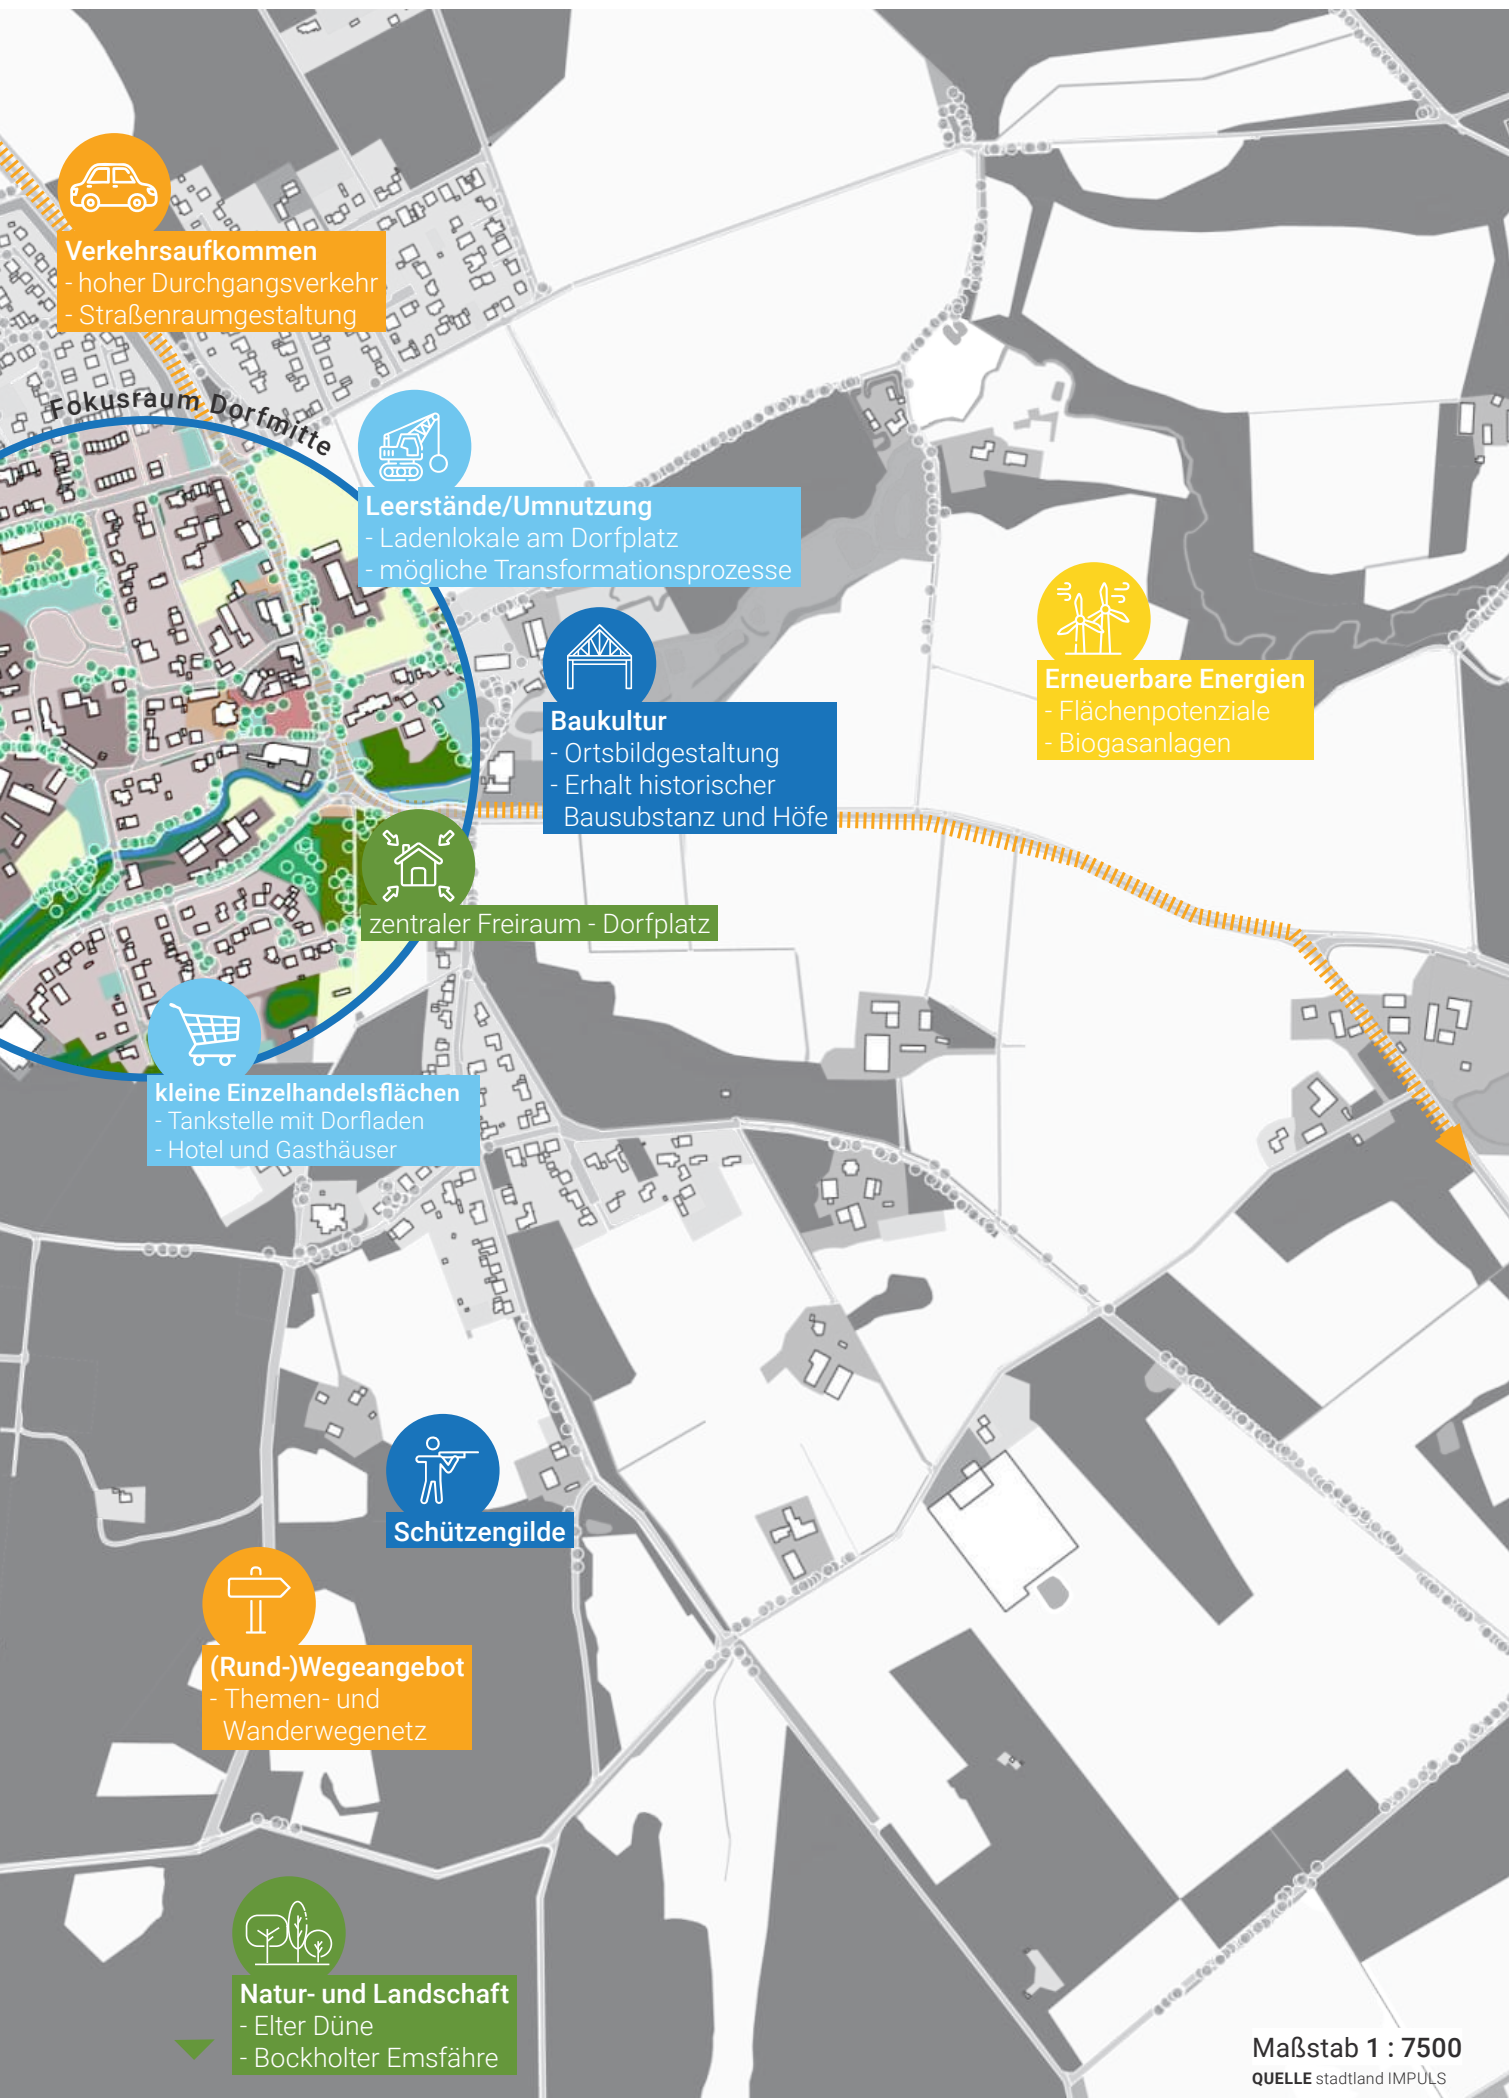 Verkehrsaufkommen
- hoher Durchgangsverkehr
- Straßenraumgestaltung
Fokusraum Dorfmitte
Leerstände/Umnutzung
- Ladenlokale am Dorfplatz
- mögliche Transformationsprozesse
Erneuerbare Energien
- Flächenpotenziale
- Biogasanlagen
Baukultur
- Ortsbildgestaltung
- Erhalt historischer
Bausubstanz und Höfe
zentraler Freiraum - Dorfplatz
kleine Einzelhandelsflächen
- Tankstelle mit Dorfladen
- Hotel und Gasthäuser
Schützengilde
(Rund-)Wegeangebot
- Themen- und
Wanderwegenetz
Natur- und Landschaft
- Elter Düne
- Bockholter Emsfähre
Maßstab 1 : 7500
QUELLE stadtland IMPULS